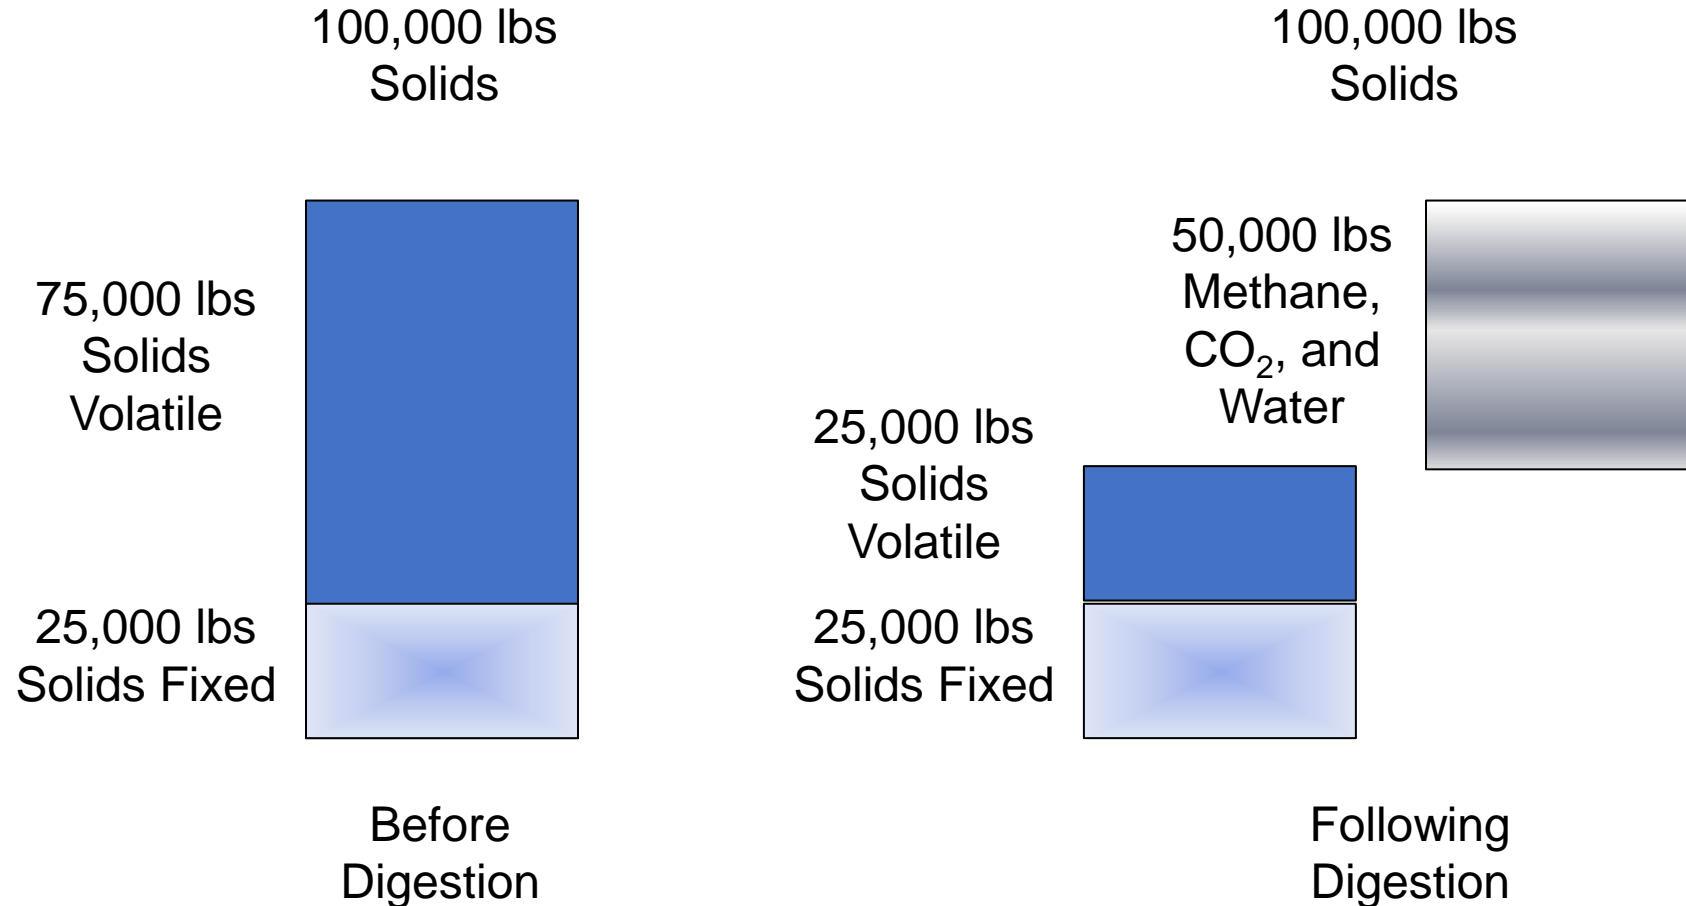 100,000 lbs
Solids
75,000 lbs
Solids
Volatile
25,000 lbs
Solids Fixed
Before
Digestion
100,000 lbs
Solids
50,000 lbs
Methane,
CO₂, and
Water
25,000 lbs
Solids
Volatile
25,000 lbs
Solids Fixed
Following
Digestion